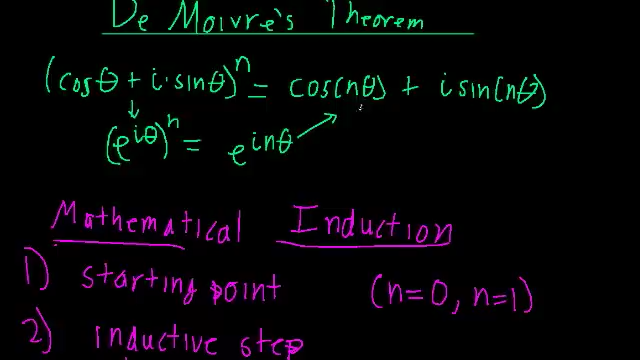 De Moivre's Theorem
(cosθ + i·sinθ)^n = cos(nθ) + i sin(nθ)
(e^iθ)^n = e^inθ
Mathematical Induction
1) starting point (n=0, n=1)
2) inductive step